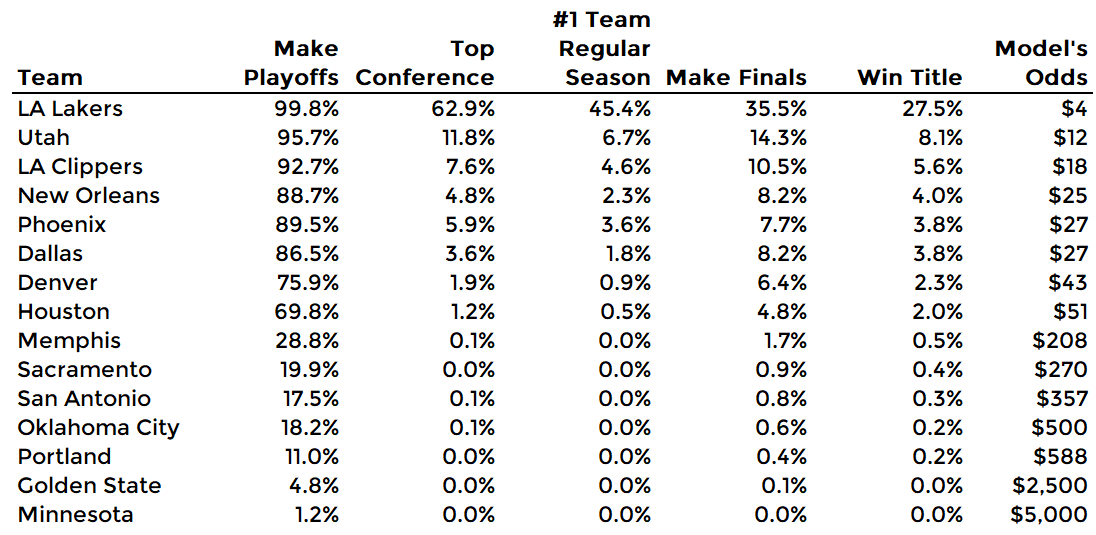 #1 Team
Make Top Regular Model's
Team Playoffs Conference Season Make Finals Win Title Odds
LA Lakers 99.8% 62.9% 45.4% 35.5% 27.5% $4
Utah 95.7% 11.8% 6.7% 14.3% 8.1% $12
LA Clippers 92.7% 7.6% 4.6% 10.5% 5.6% $18
New Orleans 88.7% 4.8% 2.3% 8.2% 4.0% $25
Phoenix 89.5% 5.9% 3.6% 7.7% 3.8% $27
Dallas 86.5% 3.6% 1.8% 8.2% 3.8% $27
Denver 75.9% 1.9% 0.9% 6.4% 2.3% $43
Houston 69.8% 1.2% 0.5% 4.8% 2.0% $51
Memphis 28.8% 0.1% 0.0% 1.7% 0.5% $208
Sacramento 19.9% 0.0% 0.0% 0.9% 0.4% $270
San Antonio 17.5% 0.1% 0.0% 0.8% 0.3% $357
Oklahoma City 18.2% 0.1% 0.0% 0.6% 0.2% $500
Portland 11.0% 0.0% 0.0% 0.4% 0.2% $588
Golden State 4.8% 0.0% 0.0% 0.1% 0.0% $2,500
Minnesota 1.2% 0.0% 0.0% 0.0% 0.0% $5,000